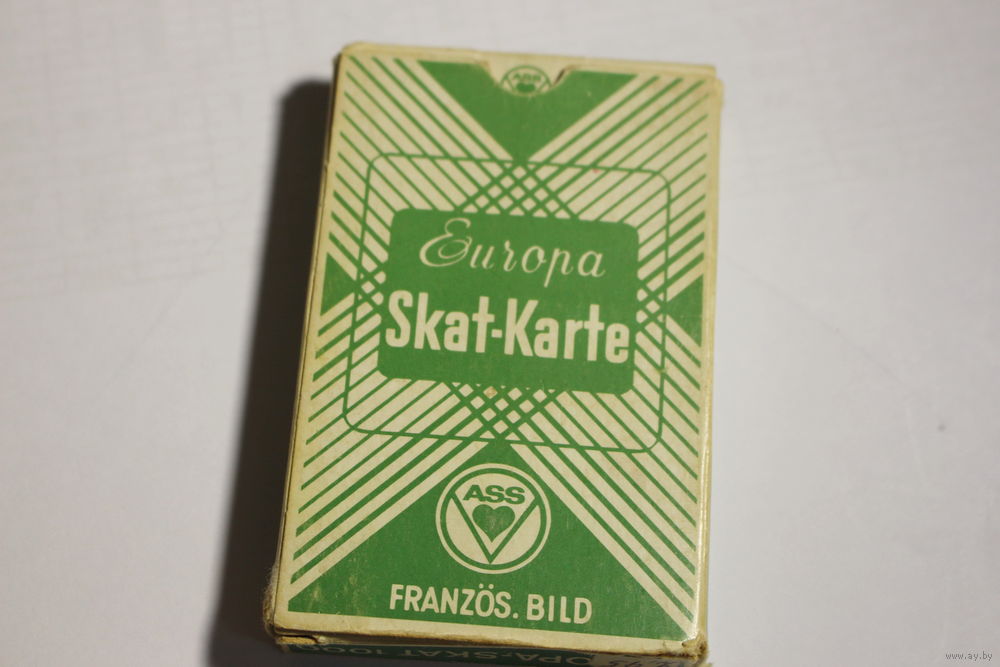 ASS
Europa
Skat-Karte
ASS
FRANZÖS. BILD
www.ay.by